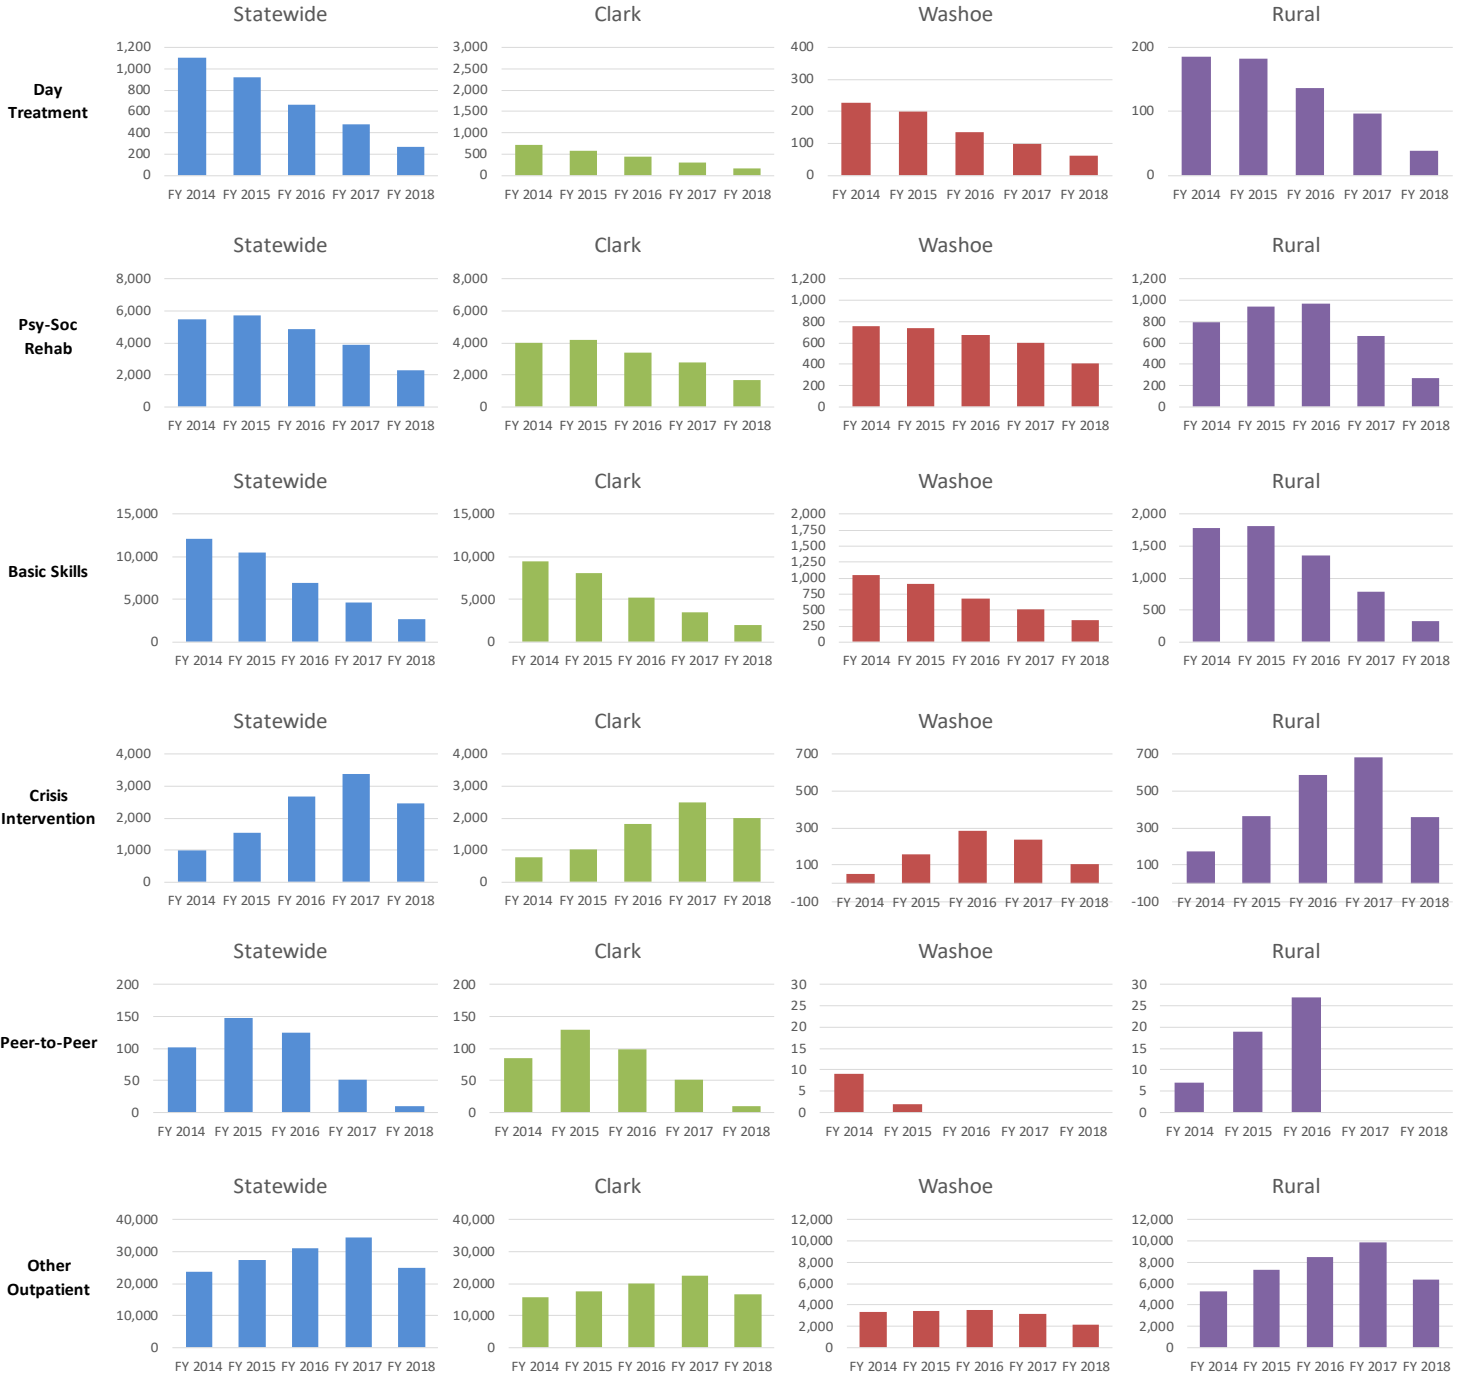 Statewide
Clark
Washoe
Rural
Day
Treatment
1,200
1,000
800
600
400
200
0
FY 2014 FY 2015 FY 2016 FY 2017 FY 2018
3,000
2,500
2,000
1,500
1,000
500
0
FY 2014 FY 2015 FY 2016 FY 2017 FY 2018
400
300
200
100
0
FY 2014 FY 2015 FY 2016 FY 2017 FY 2018
200
100
0
FY 2014 FY 2015 FY 2016 FY 2017 FY 2018
Statewide
Clark
Washoe
Rural
Psy-Soc
Rehab
8,000
6,000
4,000
2,000
0
FY 2014 FY 2015 FY 2016 FY 2017 FY 2018
8,000
6,000
4,000
2,000
0
FY 2014 FY 2015 FY 2016 FY 2017 FY 2018
1,200
1,000
800
600
400
200
0
FY 2014 FY 2015 FY 2016 FY 2017 FY 2018
1,200
1,000
800
600
400
200
0
FY 2014 FY 2015 FY 2016 FY 2017 FY 2018
Statewide
Clark
Washoe
Rural
Basic Skills
15,000
10,000
5,000
0
FY 2014 FY 2015 FY 2016 FY 2017 FY 2018
15,000
10,000
5,000
0
FY 2014 FY 2015 FY 2016 FY 2017 FY 2018
2,000
1,750
1,500
1,250
1,000
750
500
250
0
FY 2014 FY 2015 FY 2016 FY 2017 FY 2018
2,000
1,500
1,000
500
0
FY 2014 FY 2015 FY 2016 FY 2017 FY 2018
Statewide
Clark
Washoe
Rural
Crisis
Intervention
4,000
3,000
2,000
1,000
0
FY 2014 FY 2015 FY 2016 FY 2017 FY 2018
4,000
3,000
2,000
1,000
0
FY 2014 FY 2015 FY 2016 FY 2017 FY 2018
700
500
300
100
-100
FY 2014 FY 2015 FY 2016 FY 2017 FY 2018
700
500
300
100
-100
FY 2014 FY 2015 FY 2016 FY 2017 FY 2018
Statewide
Clark
Washoe
Rural
Peer-to-Peer
200
150
100
50
0
FY 2014 FY 2015 FY 2016 FY 2017 FY 2018
200
150
100
50
0
FY 2014 FY 2015 FY 2016 FY 2017 FY 2018
30
25
20
15
10
5
0
FY 2014 FY 2015 FY 2016 FY 2017 FY 2018
30
25
20
15
10
5
0
FY 2014 FY 2015 FY 2016 FY 2017 FY 2018
Statewide
Clark
Washoe
Rural
Other
Outpatient
40,000
30,000
20,000
10,000
0
FY 2014 FY 2015 FY 2016 FY 2017 FY 2018
40,000
30,000
20,000
10,000
0
FY 2014 FY 2015 FY 2016 FY 2017 FY 2018
12,000
10,000
8,000
6,000
4,000
2,000
0
FY 2014 FY 2015 FY 2016 FY 2017 FY 2018
12,000
10,000
8,000
6,000
4,000
2,000
0
FY 2014 FY 2015 FY 2016 FY 2017 FY 2018